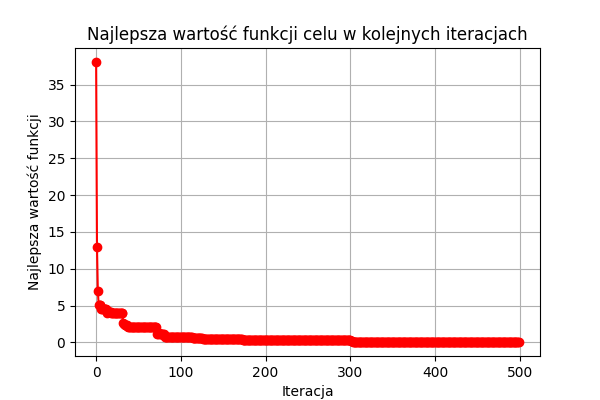 Najlepsza wartość funkcji celu w kolejnych iteracjach
Najlepsza wartość funkcji
35
30
25
20
15
10
5
0
0 100 200 300 400 500
Iteracja